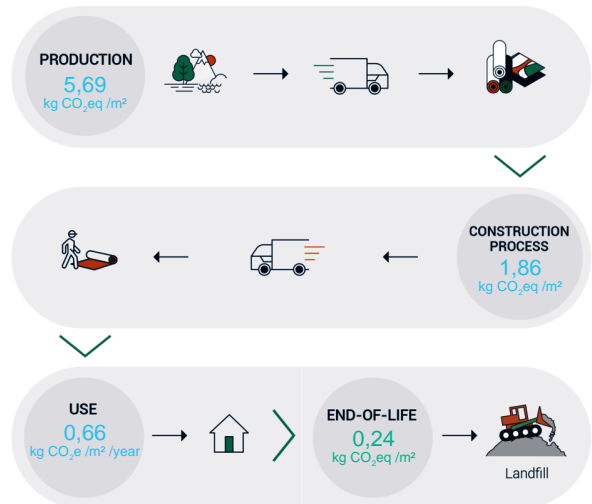 PRODUCTION
5,69
kg CO₂eq /m²
CONSTRUCTION
PROCESS
1,86
kg CO₂eq /m²
USE
0,66
kg CO₂e /m² /year
END-OF-LIFE
0,24
kg CO₂eq /m²
Landfill